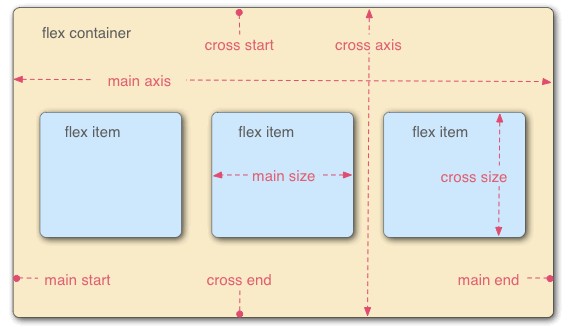 flex container
cross start
cross axis
main axis
flex item
flex item
flex item
main size
cross size
main start
cross end
main end